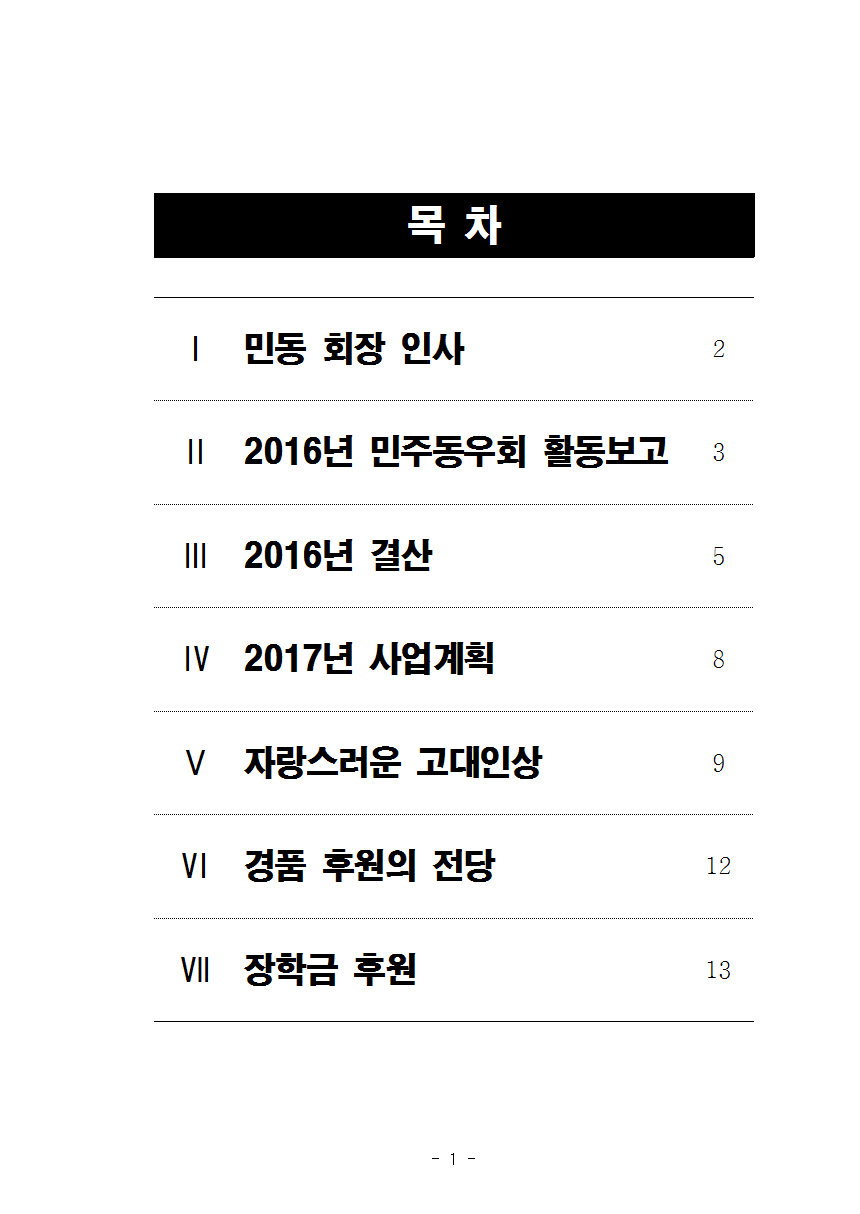 목 차
Ⅰ 민동 회장 인사 2
Ⅱ 2016년 민주동우회 활동보고 3
Ⅲ 2016년 결산 5
Ⅳ 2017년 사업계획 8
Ⅴ 자랑스러운 고대인상 9
Ⅵ 경품 후원의 전당 12
Ⅶ 장학금 후원 13
- 1 -